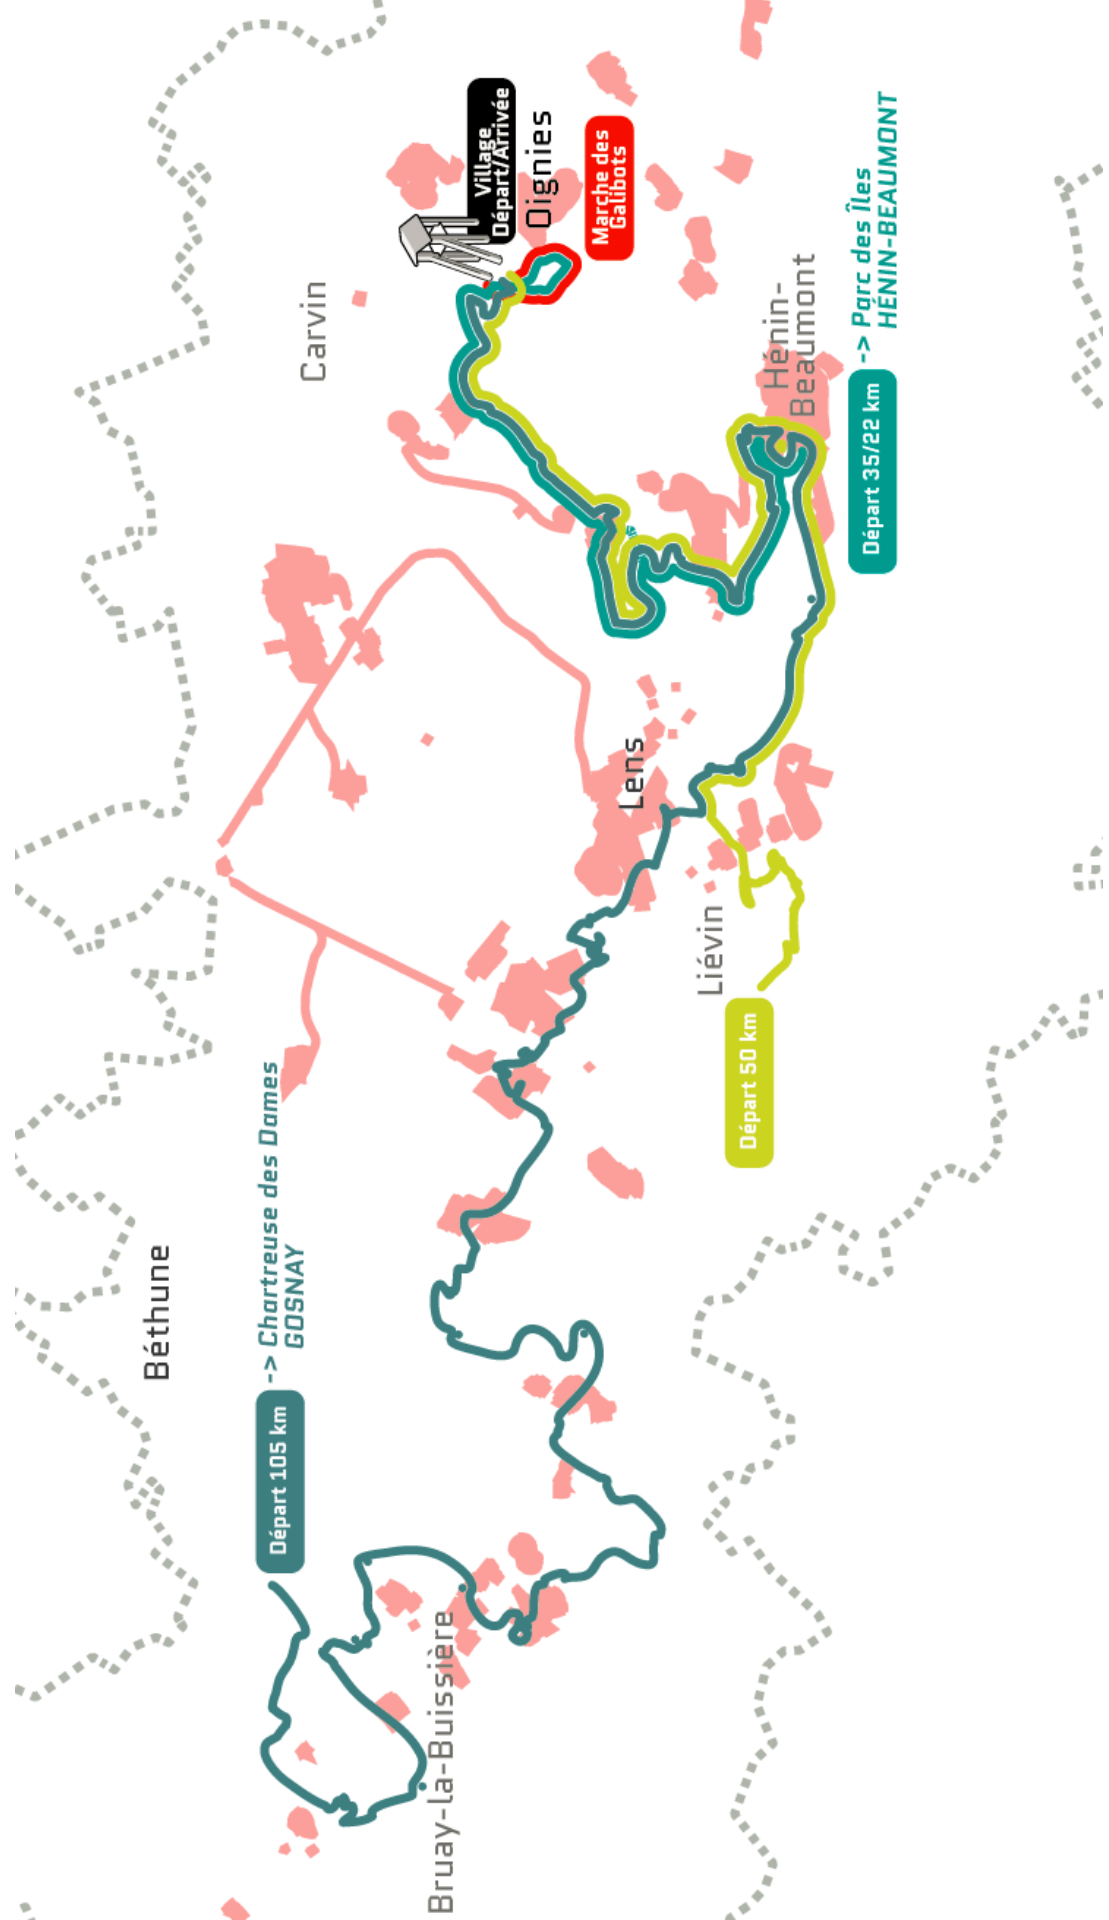 Béthune
Départ 105 km
-> Chartreuse des Dames
GOSNAY
Bruay-la-Buissière
Carvin
Village
Départ/Arrivée
Oignies
Marche des
Galibots
Lens
Liévin
Départ 50 km
Hénin-
Beaumont
Départ 35/22 km
-> Parc des Îles
HÉNIN-BEAUMONT